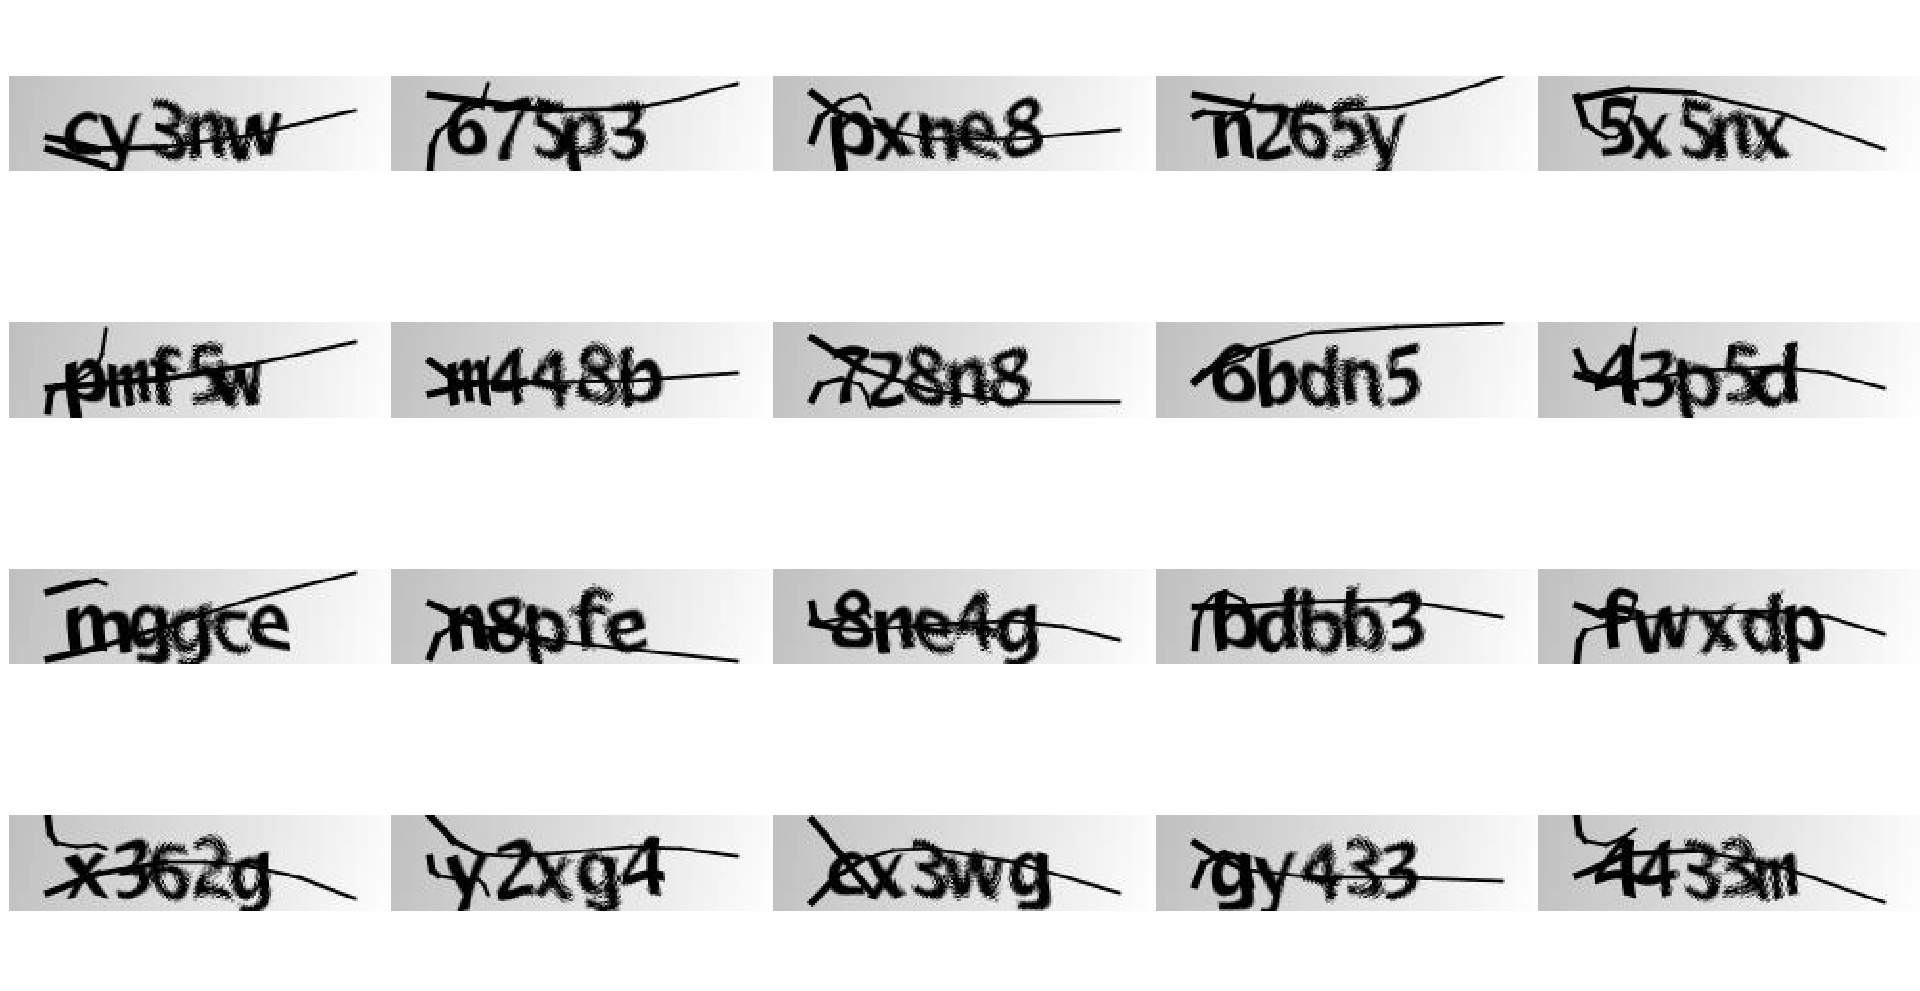 cy3nw 675p3 pxne8 n265y 5x5nx
pmf5w m448b 728n8 6bdn5 43p5d
mggce n8pfe 8ne4g bdbb3 fwxdp
x362g y2xg4 cx3wg gy433 4433m